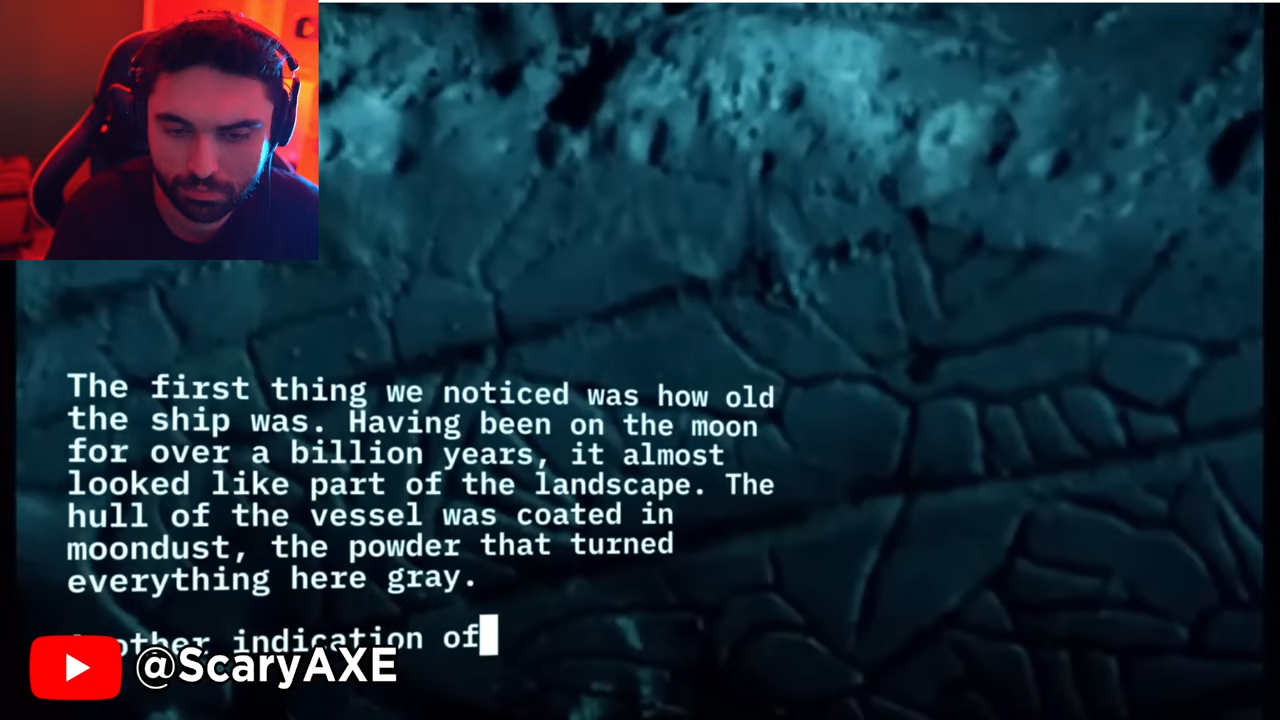 The first thing we noticed was how old
the ship was. Having been on the moon
for over a billion years, it almost
looked like part of the landscape. The
hull of the vessel was coated in
moondust, the powder that turned
everything here gray.
Another indication of
@ScaryAXE